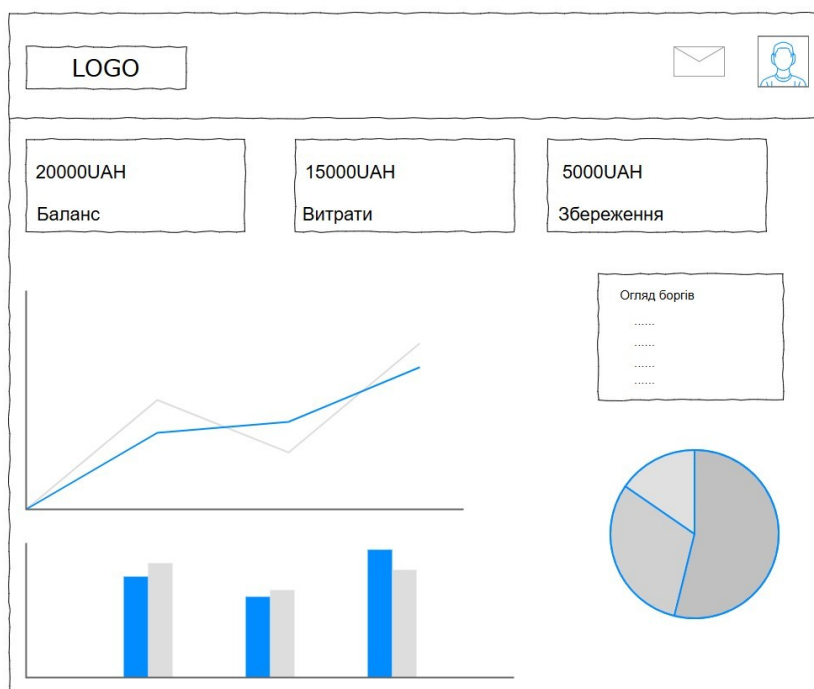 LOGO
20000UAH
Баланс
15000UAH
Витрати
5000UAH
Збереження
Огляд боргів
......
......
......
......